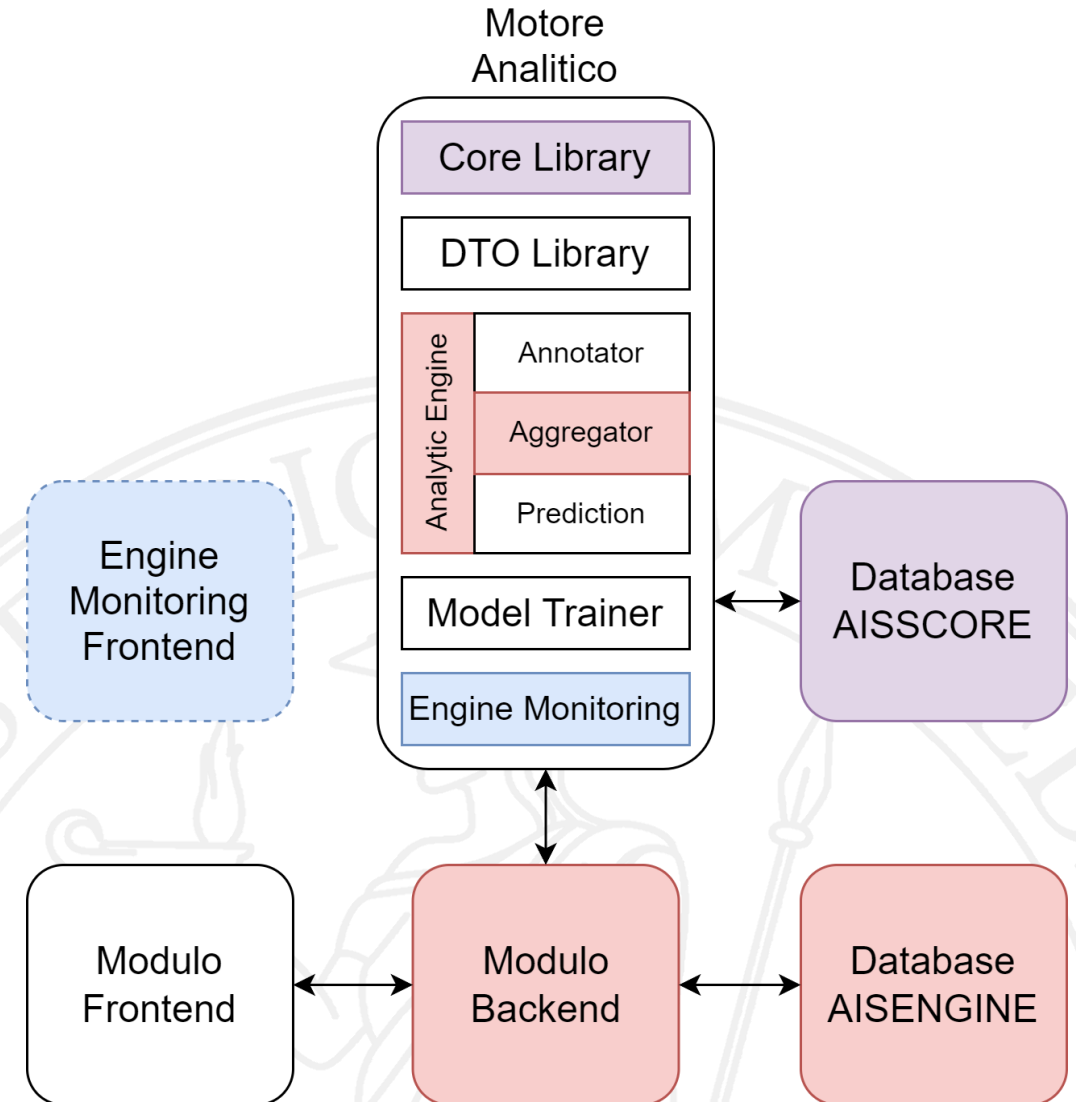 Motore
Analitico
Core Library
DTO Library
Analytic Engine
Annotator
Aggregator
Prediction
Model Trainer
Engine Monitoring
Engine
Monitoring
Frontend
Database
AISSCORE
Modulo
Frontend
Modulo
Backend
Database
AISENGINE